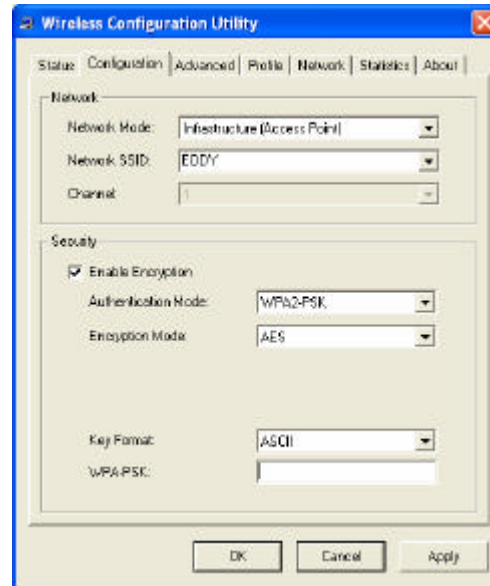 Wireless Configuration Utility
Status Configuration Advanced Profile Network Statistics About
Network
Network Mode: Infrastructure (Access Point)
Network SSID: EDDY
Channel 1
Security
Enable Encryption
Authentication Mode: WPA2-PSK
Encryption Mode: AES
Key Format: ASCII
WPA-PSK:
OK Cancel Apply